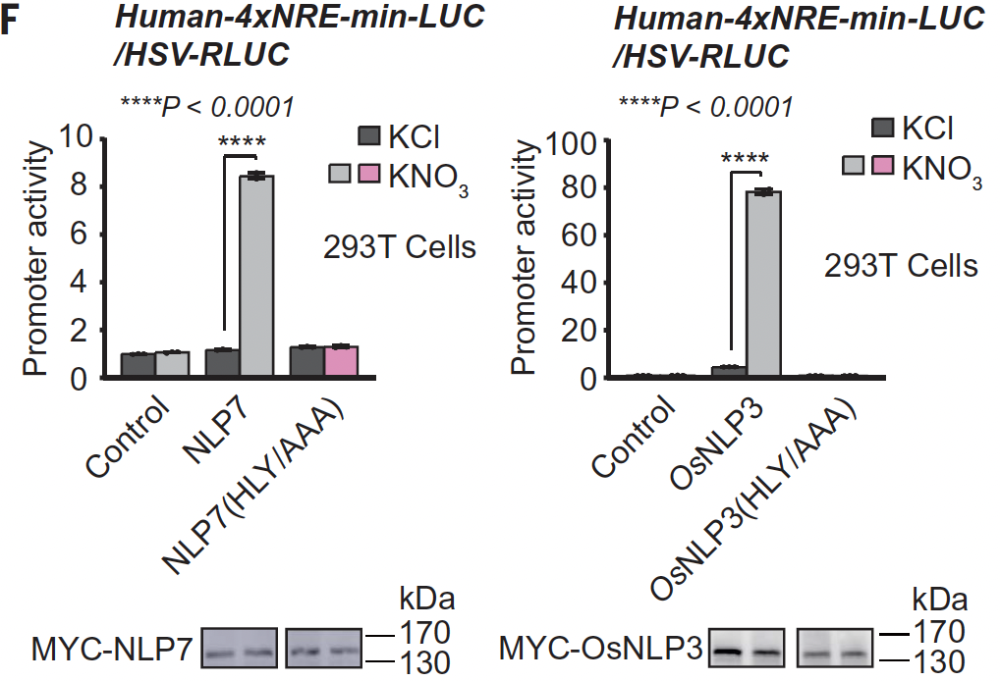 F
Human-4xNRE-min-LUC
/HSV-RLUC
****P < 0.0001
KCl
KNO3
293T Cells
Promoter activity
10
8
6
4
2
0
****
Control
NLP7
NLP7(HLY/AAA)
kDa
MYC-NLP7
170
130
Human-4xNRE-min-LUC
/HSV-RLUC
****P < 0.0001
KCl
KNO3
293T Cells
Promoter activity
100
80
60
40
20
0
****
Control
OsNLP3
OsNLP3(HLY/AAA)
kDa
MYC-OsNLP3
170
130